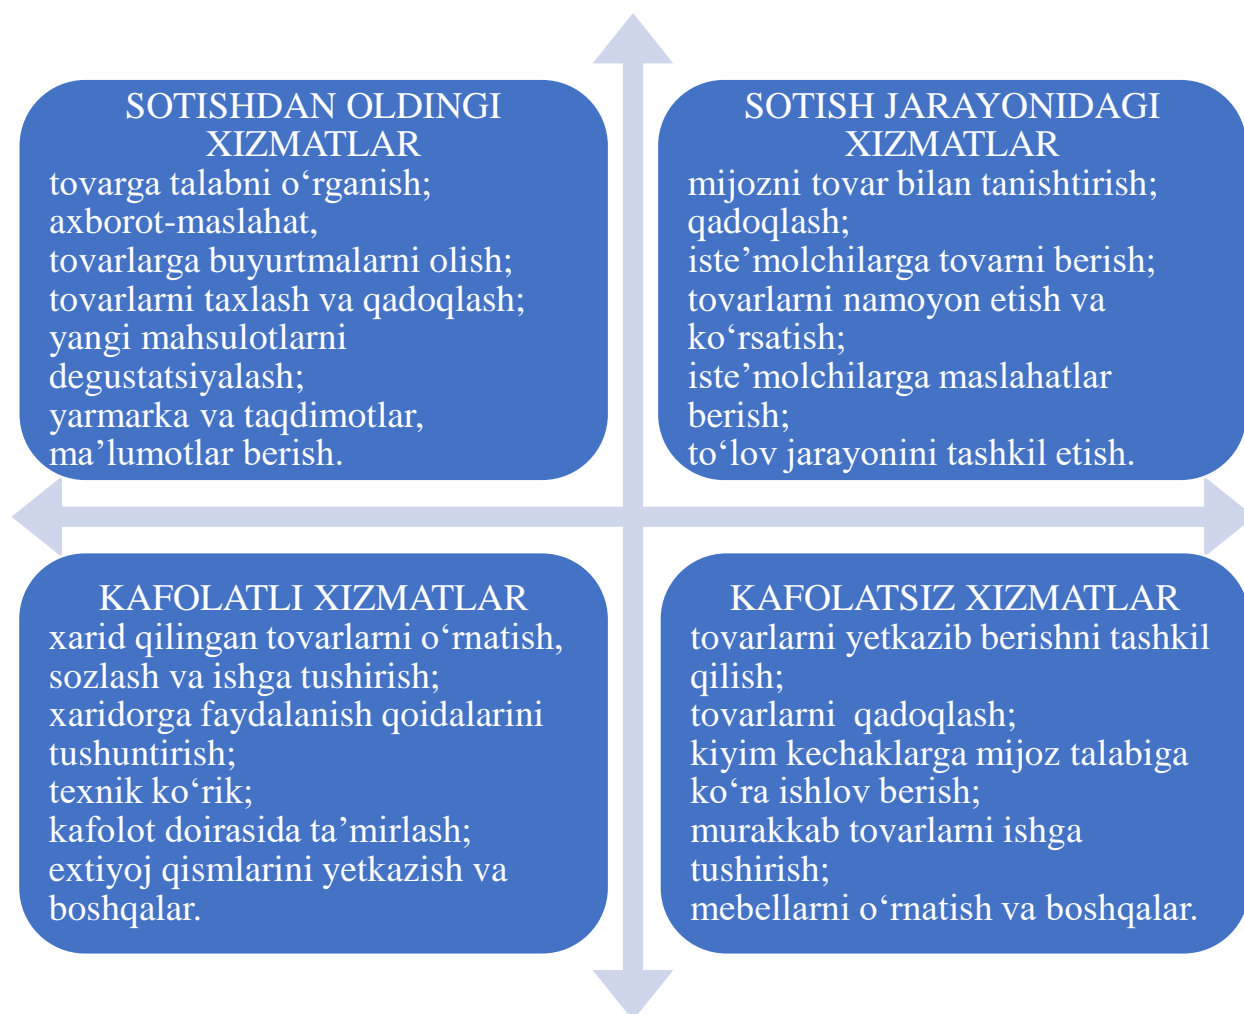 SOTISHDAN OLDINGI
XIZMATLAR
tovarga talabni o‘rganish;
axborot-maslahat,
tovarlarga buyurtmalarni olish;
tovarlarni taxlash va qadoqlash;
yangi mahsulotlarni
degustatsiyalash;
yarmarka va taqdimotlar,
ma’lumotlar berish.
SOTISH JARAYONIDAGI
XIZMATLAR
mijozni tovar bilan tanishtirish;
qadoqlash;
iste’molchilarga tovarni berish;
tovarlarni namoyon etish va
ko‘rsatish;
iste’molchilarga maslahatlar
berish;
to‘lov jarayonini tashkil etish.
KAFOLATLI XIZMATLAR
xarid qilingan tovarlarni o‘rnatish,
sozlash va ishga tushirish;
xaridorga faydalanish qoidalarini
tushuntirish;
texnik ko‘rik;
kafolot doirasida ta’mirlash;
extiyoj qismlarini yetkazish va
boshqalar.
KAFOLATSIZ XIZMATLAR
tovarlarni yetkazib berishni tashkil
qilish;
tovarlarni  qadoqlash;
kiyim kechaklarga mijoz talabiga
ko‘ra ishlov berish;
murakkab tovarlarni ishga
tushirish;
mebellarni o‘rnatish va boshqalar.